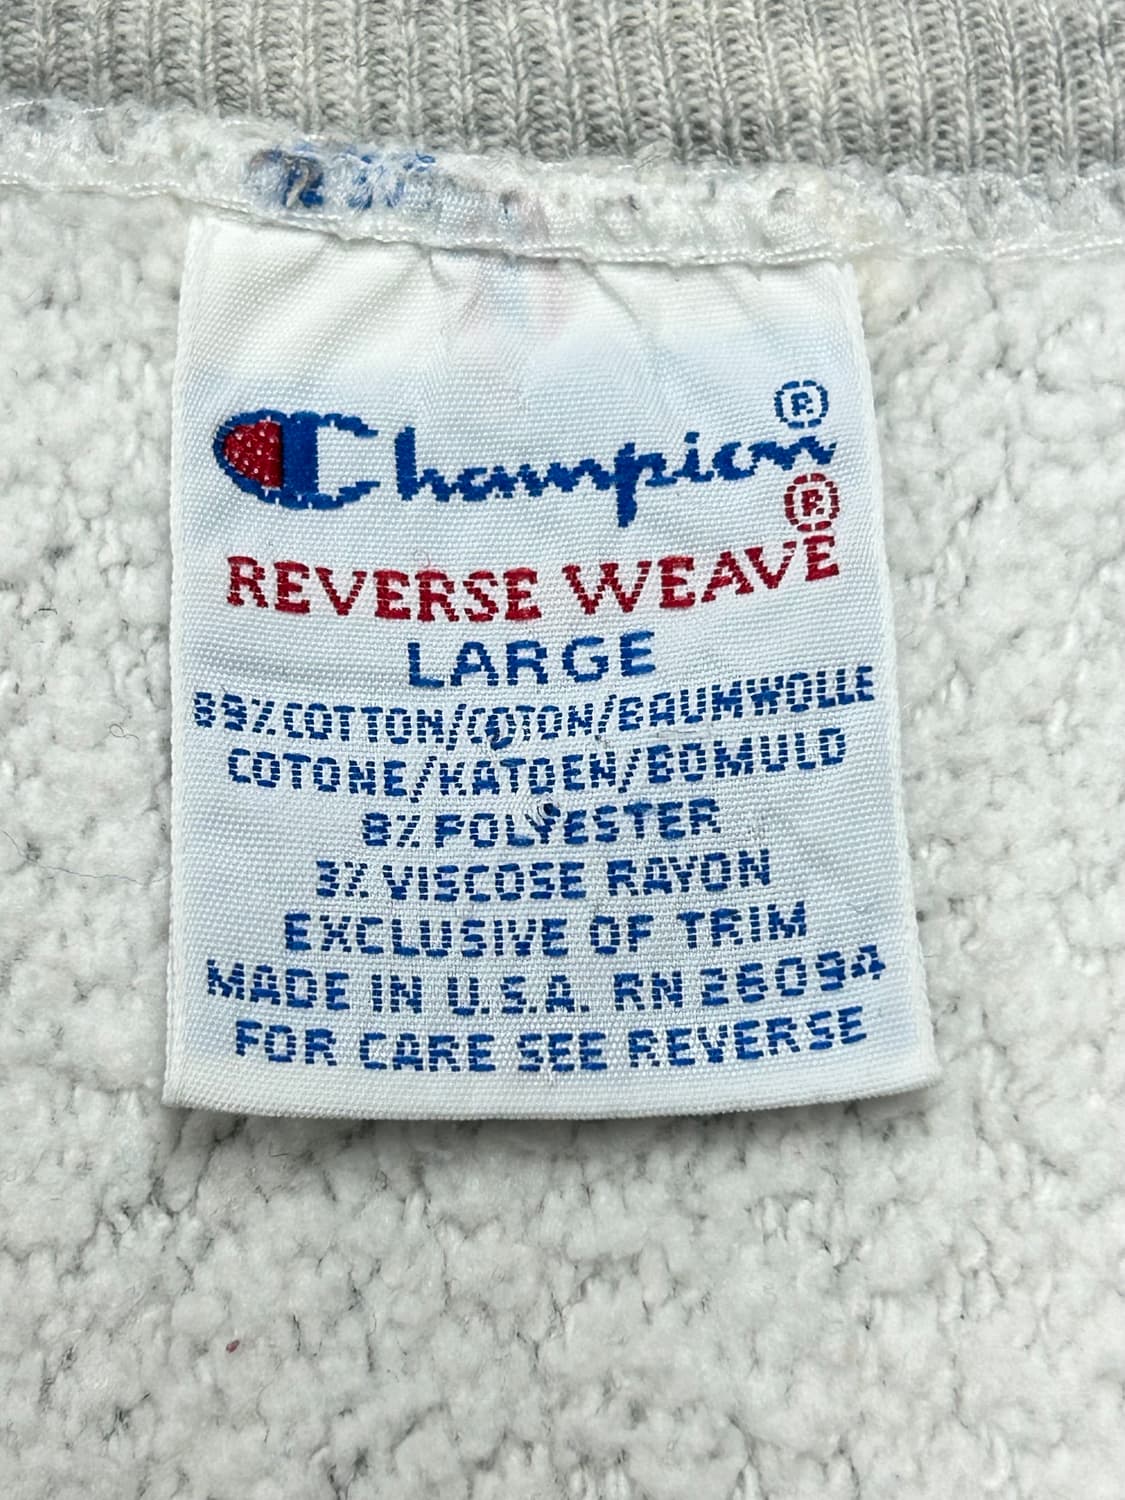 Champion®
REVERSE WEAVE®
LARGE
89% COTTON/COTON/BAUMWOLLE
COTONE/KATOEN/BOMULD
8% POLYESTER
3% VISCOSE RAYON
EXCLUSIVE OF TRIM
MADE IN U.S.A. RN 26094
FOR CARE SEE REVERSE